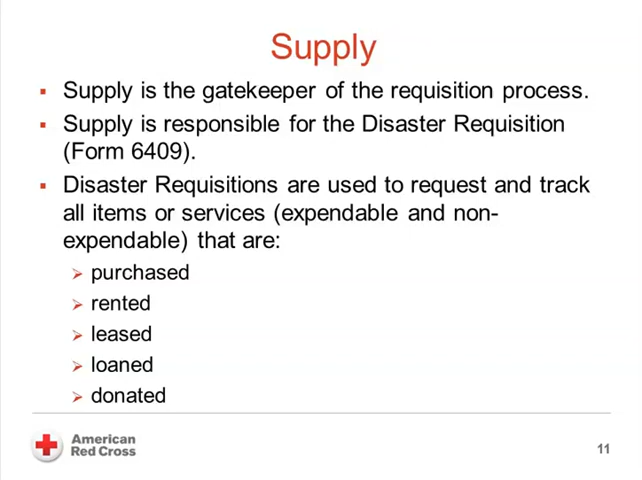 Supply
Supply is the gatekeeper of the requisition process.
Supply is responsible for the Disaster Requisition
(Form 6409).
Disaster Requisitions are used to request and track
all items or services (expendable and non-
expendable) that are:
purchased
rented
leased
loaned
donated
American
Red Cross
11